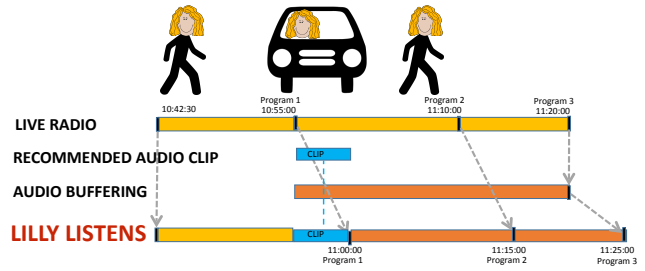 Program 1
Program 2
Program 3
10:42:30
10:55:00
11:10:00
11:20:00
LIVE RADIO
RECOMMENDED AUDIO CLIP
CLIP
AUDIO BUFFERING
LILLY LISTENS
CLIP
11:00:00
11:15:00
11:25:00
Program 1
Program 2
Program 3